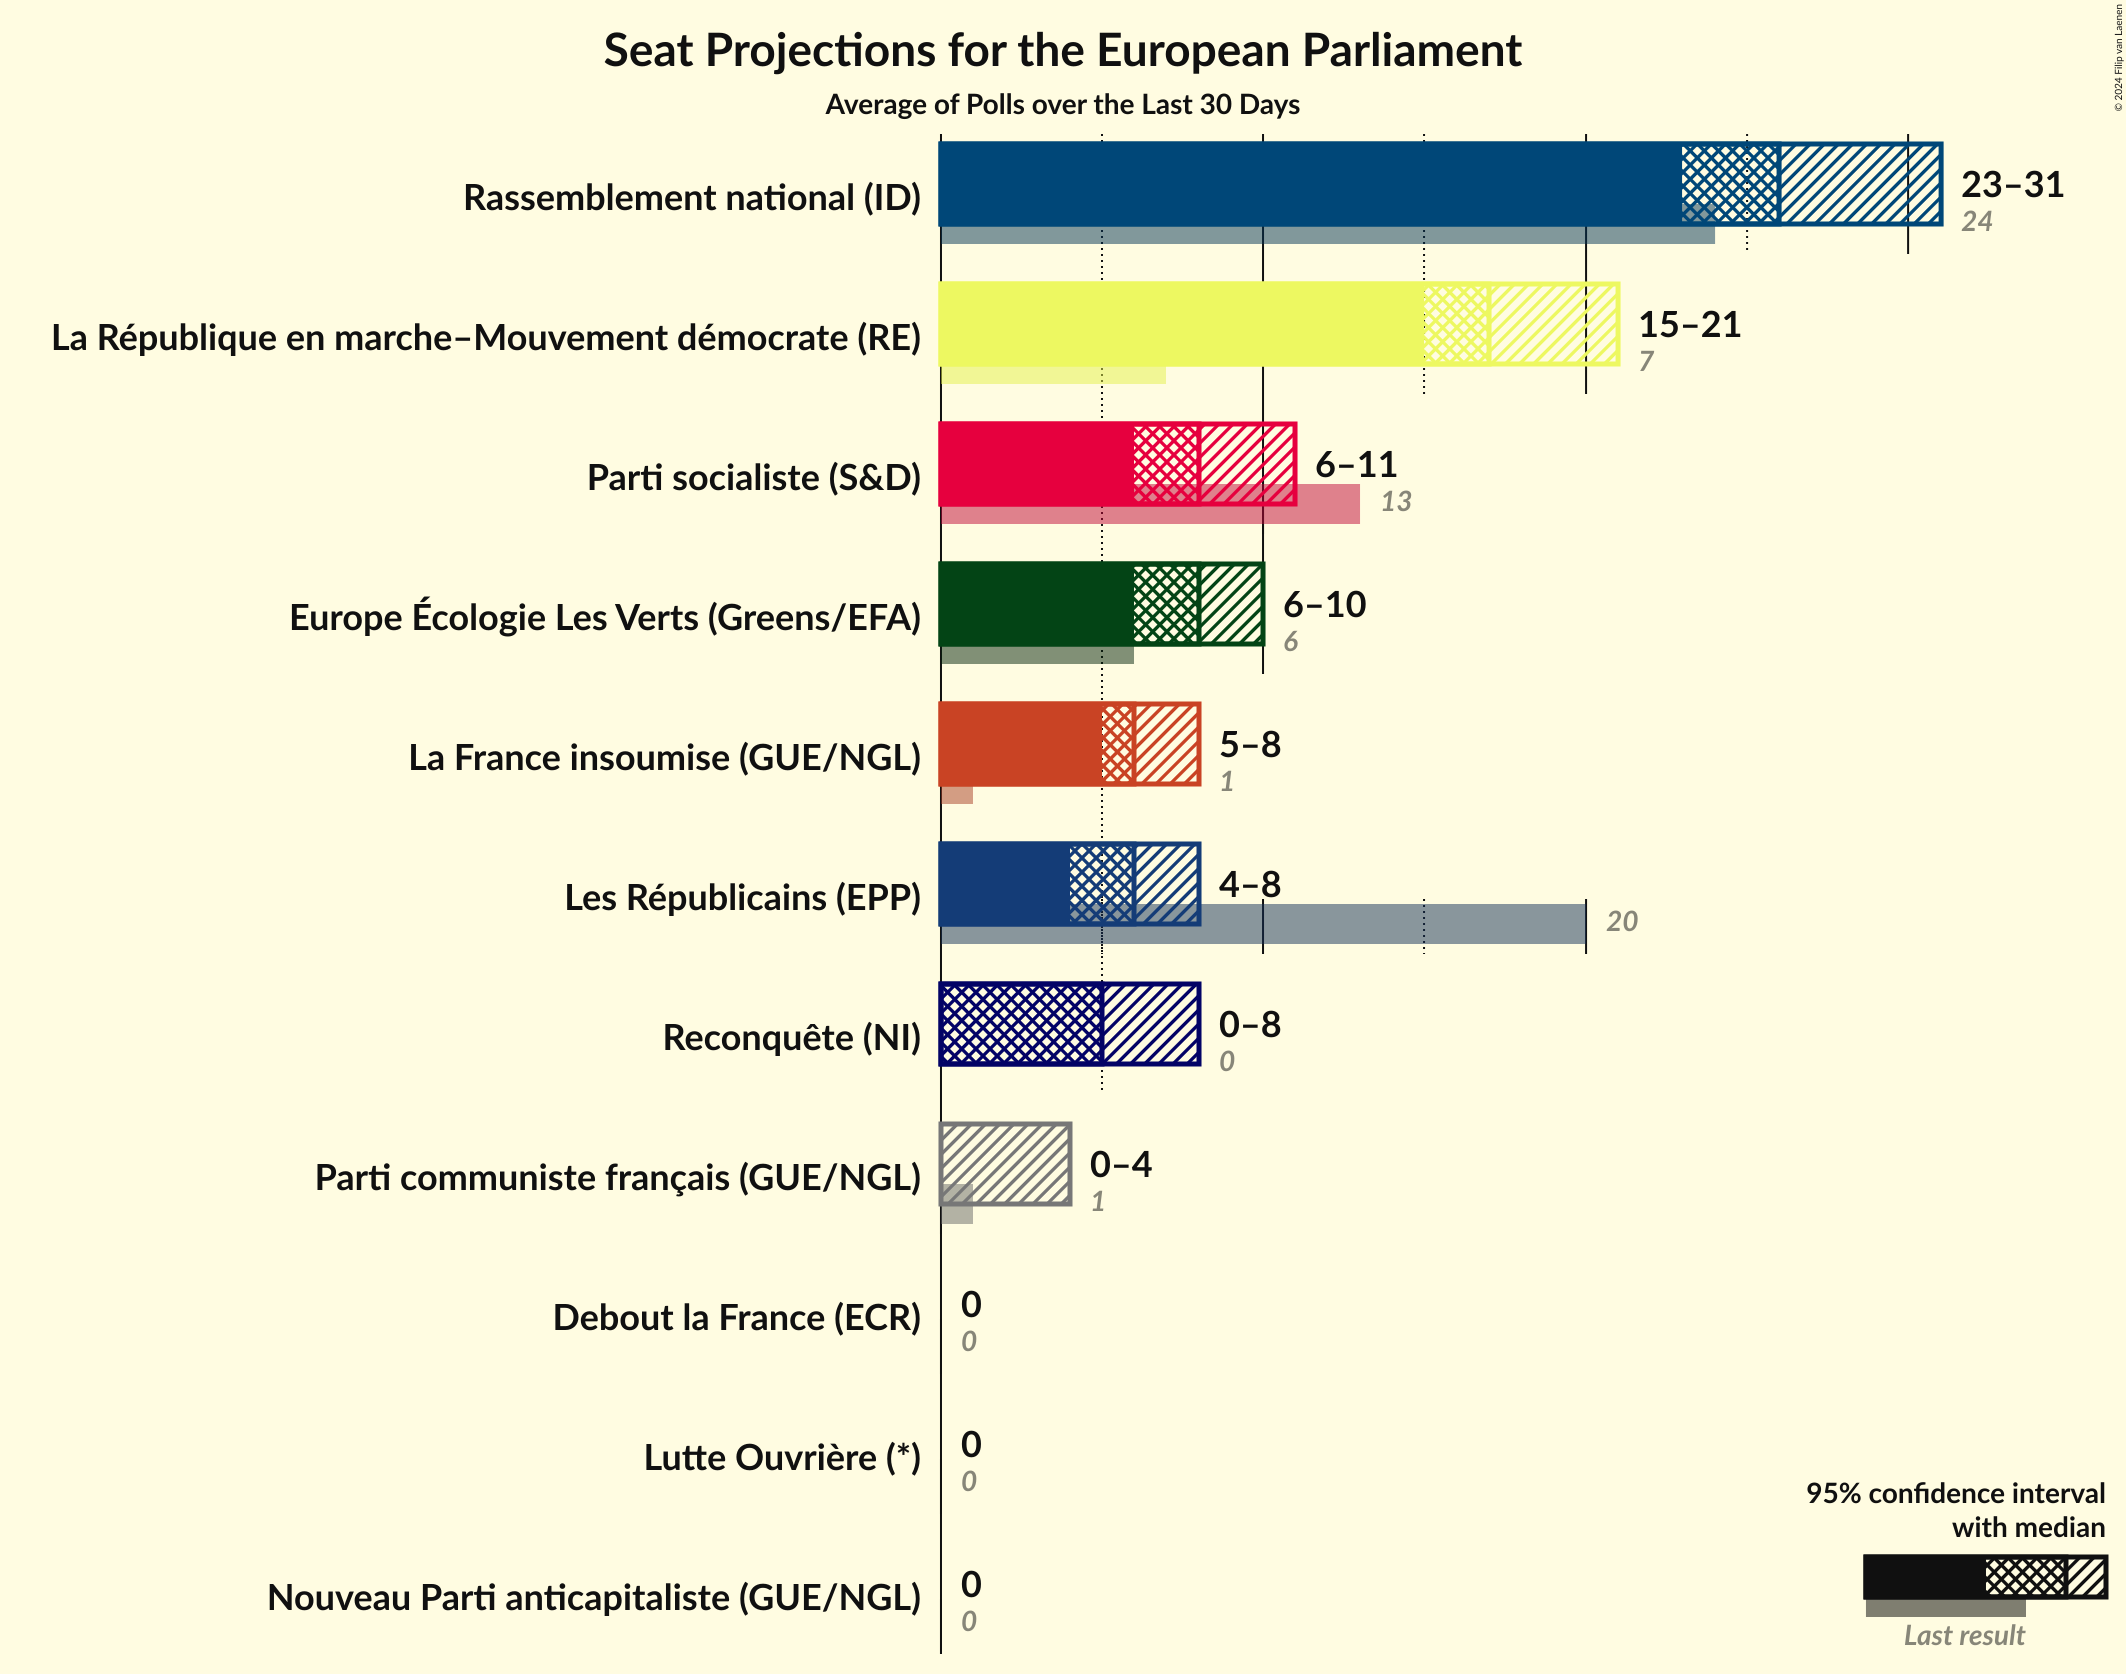 © 2024 Filip van Laenen
Seat Projections for the European Parliament
Average of Polls over the Last 30 Days
Rassemblement national (ID)
23–31
24
La République en marche–Mouvement démocrate (RE)
15–21
7
Parti socialiste (S&D)
6–11
13
Europe Écologie Les Verts (Greens/EFA)
6–10
6
La France insoumise (GUE/NGL)
5–8
1
Les Républicains (EPP)
4–8
20
Reconquête (NI)
0–8
0
Parti communiste français (GUE/NGL)
0–4
1
Debout la France (ECR)
0
0
Lutte Ouvrière (*)
0
0
Nouveau Parti anticapitaliste (GUE/NGL)
0
0
95% confidence interval
with median
Last result